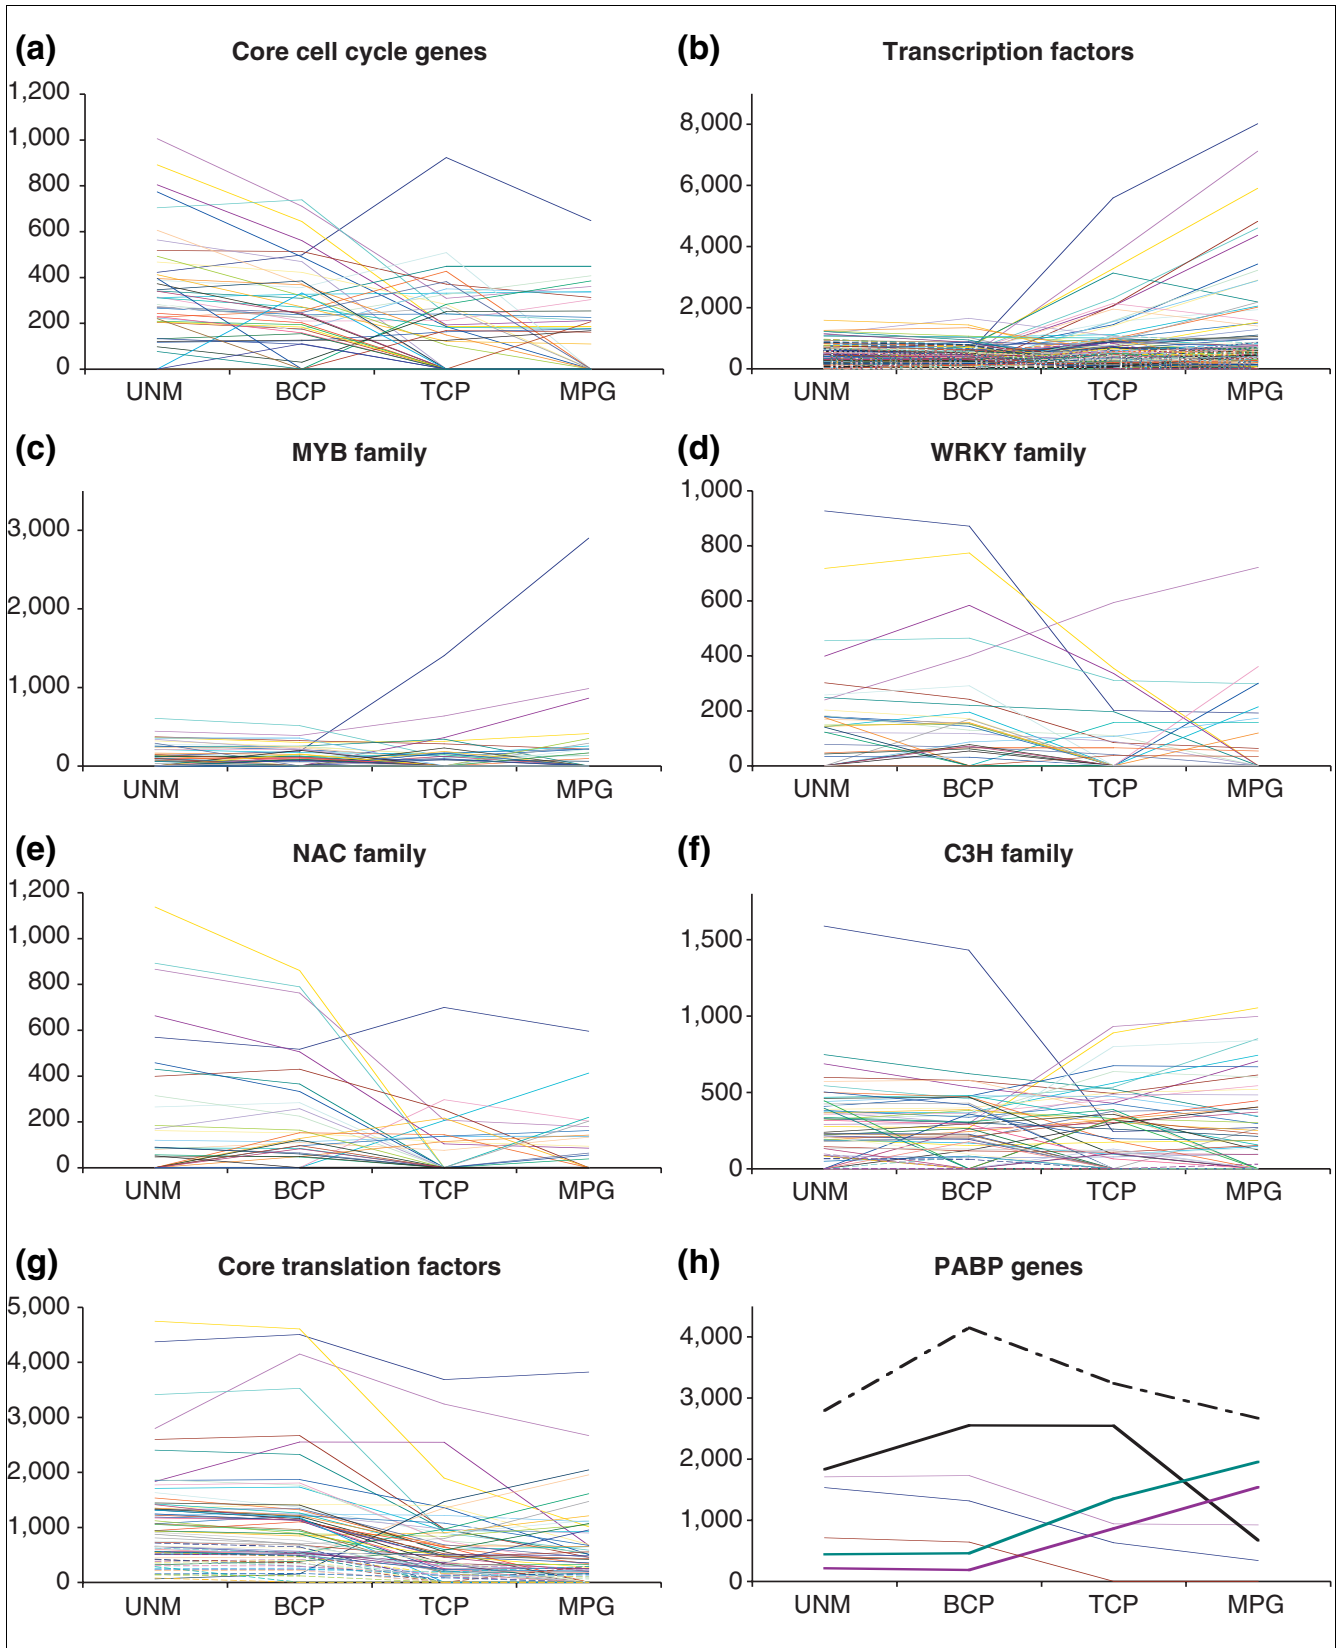 (a) Core cell cycle genes
1,200
1,000
800
600
400
200
0
UNM BCP TCP MPG
(b) Transcription factors
8,000
6,000
4,000
2,000
0
UNM BCP TCP MPG
(c) MYB family
3,000
2,000
1,000
0
UNM BCP TCP MPG
(d) WRKY family
1,000
800
600
400
200
0
UNM BCP TCP MPG
(e) NAC family
1,200
1,000
800
600
400
200
0
UNM BCP TCP MPG
(f) C3H family
1,500
1,000
500
0
UNM BCP TCP MPG
(g) Core translation factors
5,000
4,000
3,000
2,000
1,000
0
UNM BCP TCP MPG
(h) PABP genes
4,000
3,000
2,000
1,000
0
UNM BCP TCP MPG